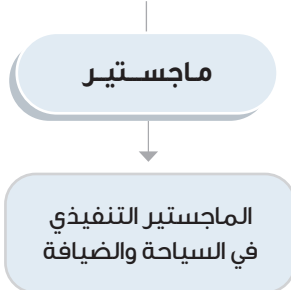 ماجستير
الماجستير التنفيذي
في السياحة والضيافة